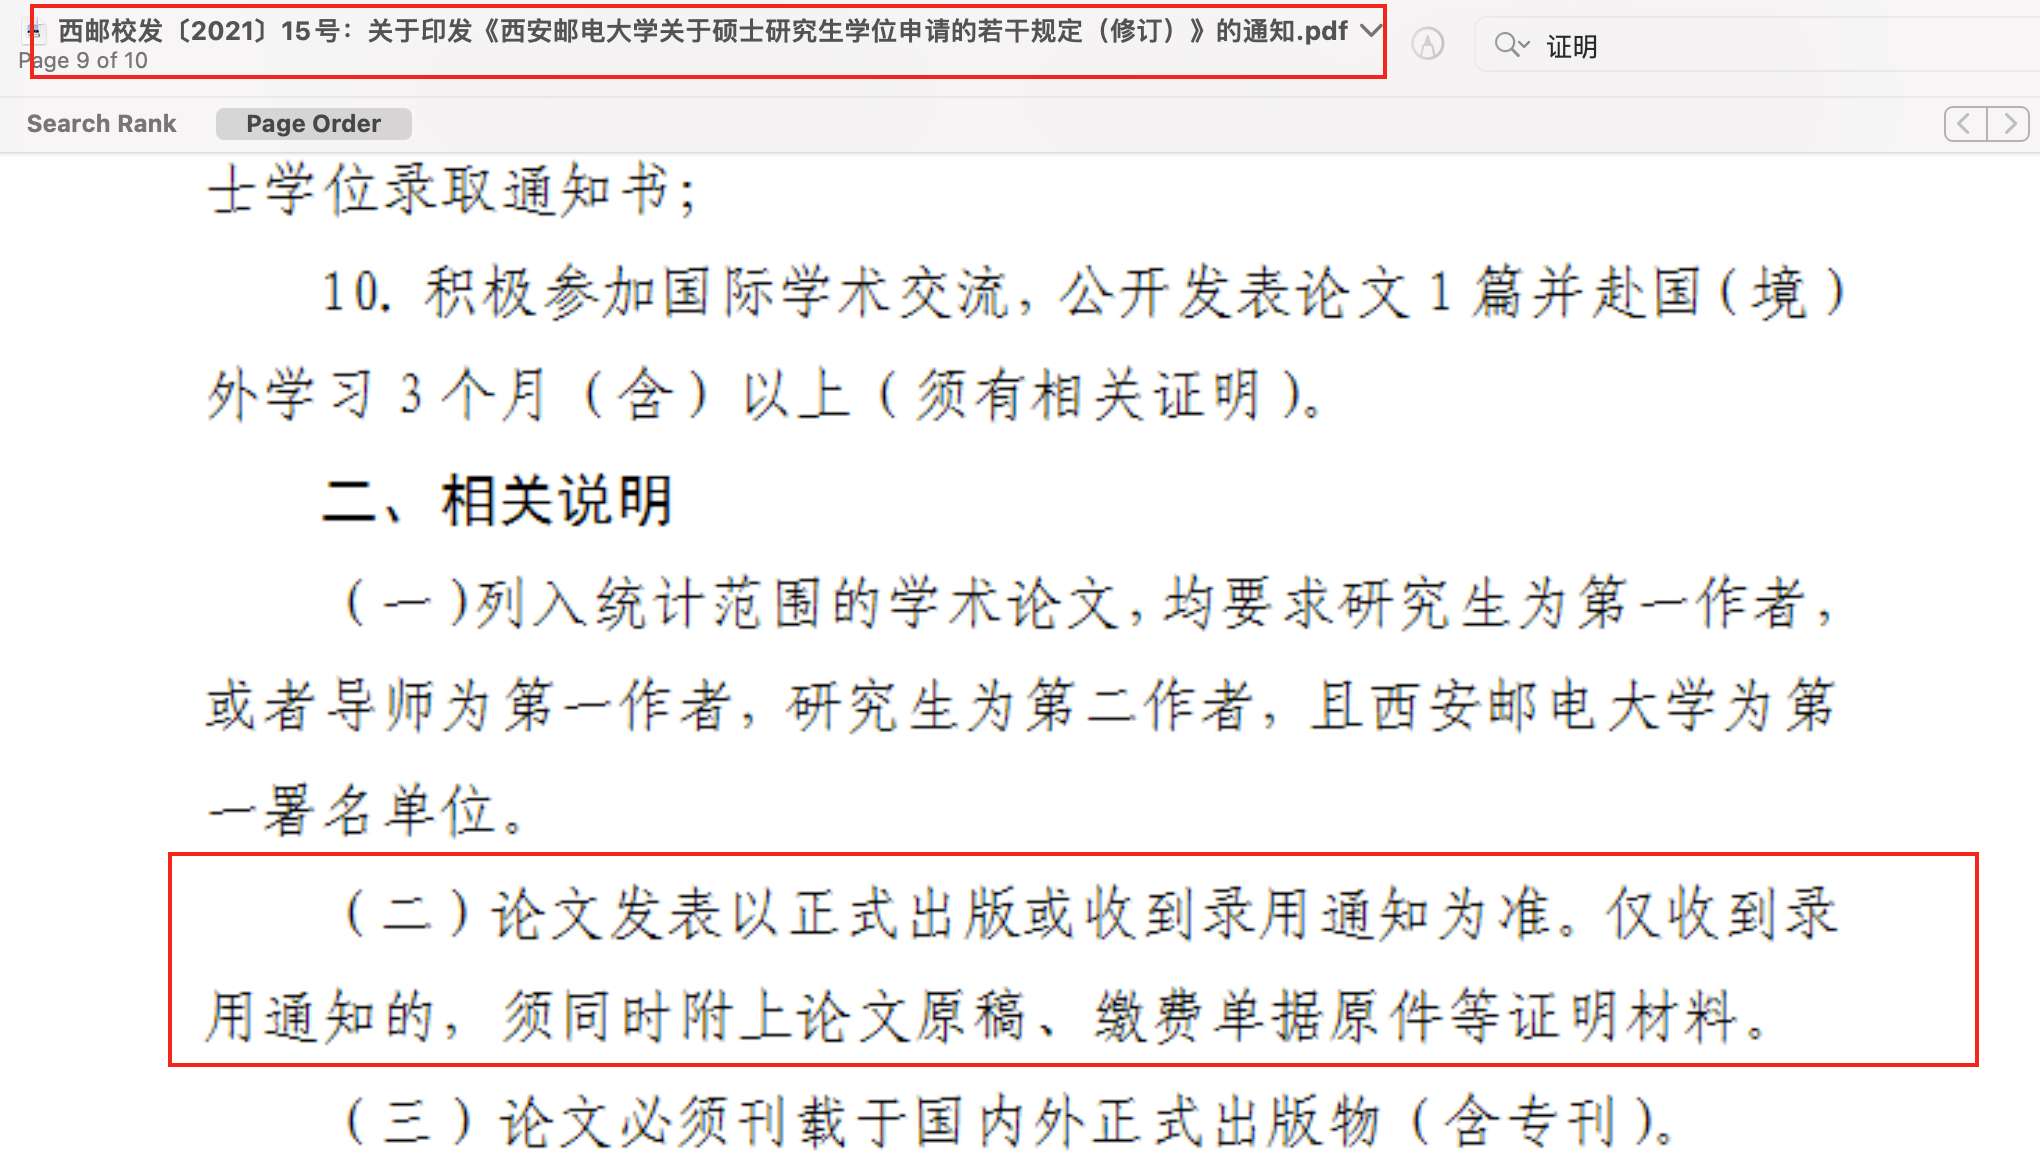 西邮校发〔2021〕15号：关于印发《西安邮电大学关于硕士研究生学位申请的若干规定（修订）》的通知.pdf
Page 9 of 10
证明
Search Rank
Page Order
士学位录取通知书；
10. 积极参加国际学术交流，公开发表论文 1 篇并赴国（境）
外学习 3 个月（含）以上（须有相关证明）。
二、相关说明
（一）列入统计范围的学术论文，均要求研究生为第一作者，
或者导师为第一作者，研究生为第二作者，且西安邮电大学为第
一署名单位。
（二）论文发表以正式出版或收到录用通知为准。仅收到录
用通知的，须同时附上论文原稿、缴费单据原件等证明材料。
（三）论文必须刊载于国内外正式出版物（含专刊）。